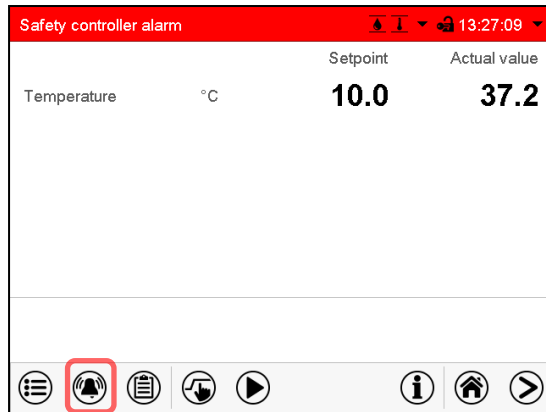 Safety controller alarm 13:27:09
Setpoint Actual value
Temperature °C 10.0 37.2